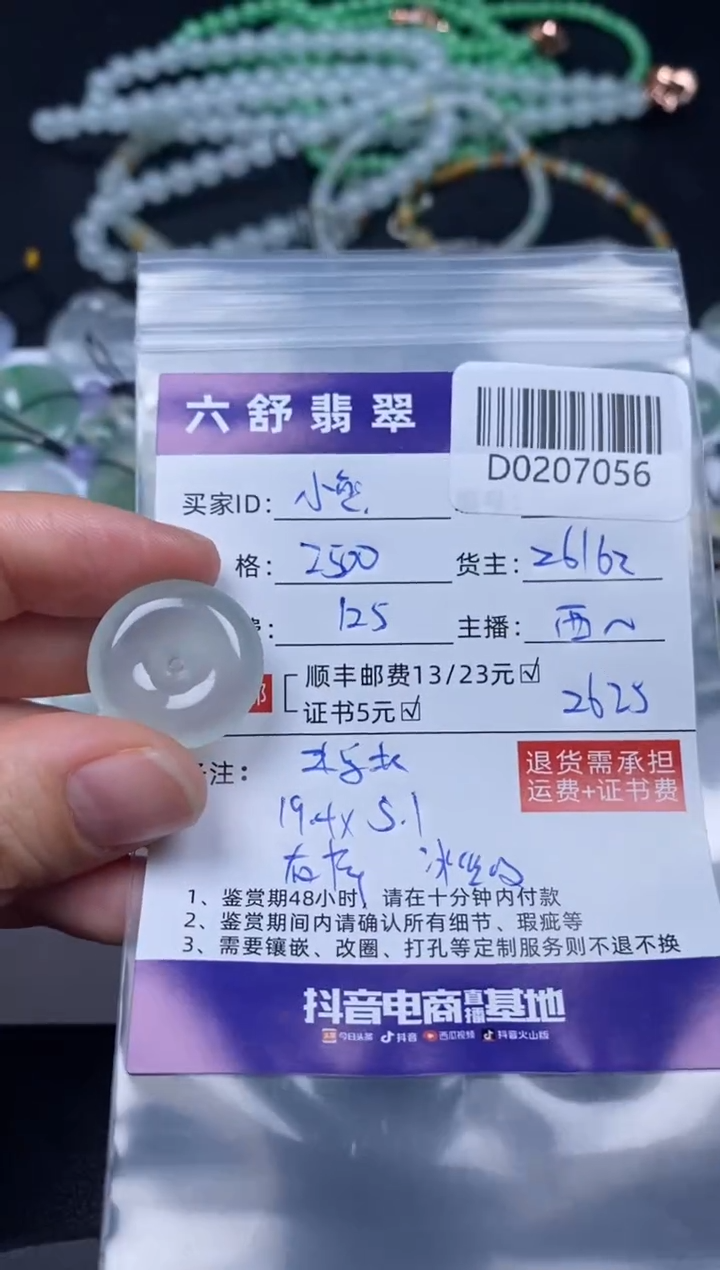 六舒翡翠
D0207056
买家ID: 小
格: 2500 货主: 26162
125 主播: 西~
顺丰邮费13/23元☑
证书5元☑ 2625
注:
退货需承担
运费+证书费
19.4x5.1
冰
1、鉴赏期48小时，请在十分钟内付款
2、鉴赏期间内请确认所有细节、瑕疵等
3、需要镶嵌、改圈、打孔等定制服务则不退不换
抖音电商直播基地
头条 今日头条 抖音 西瓜视频 抖音火山版